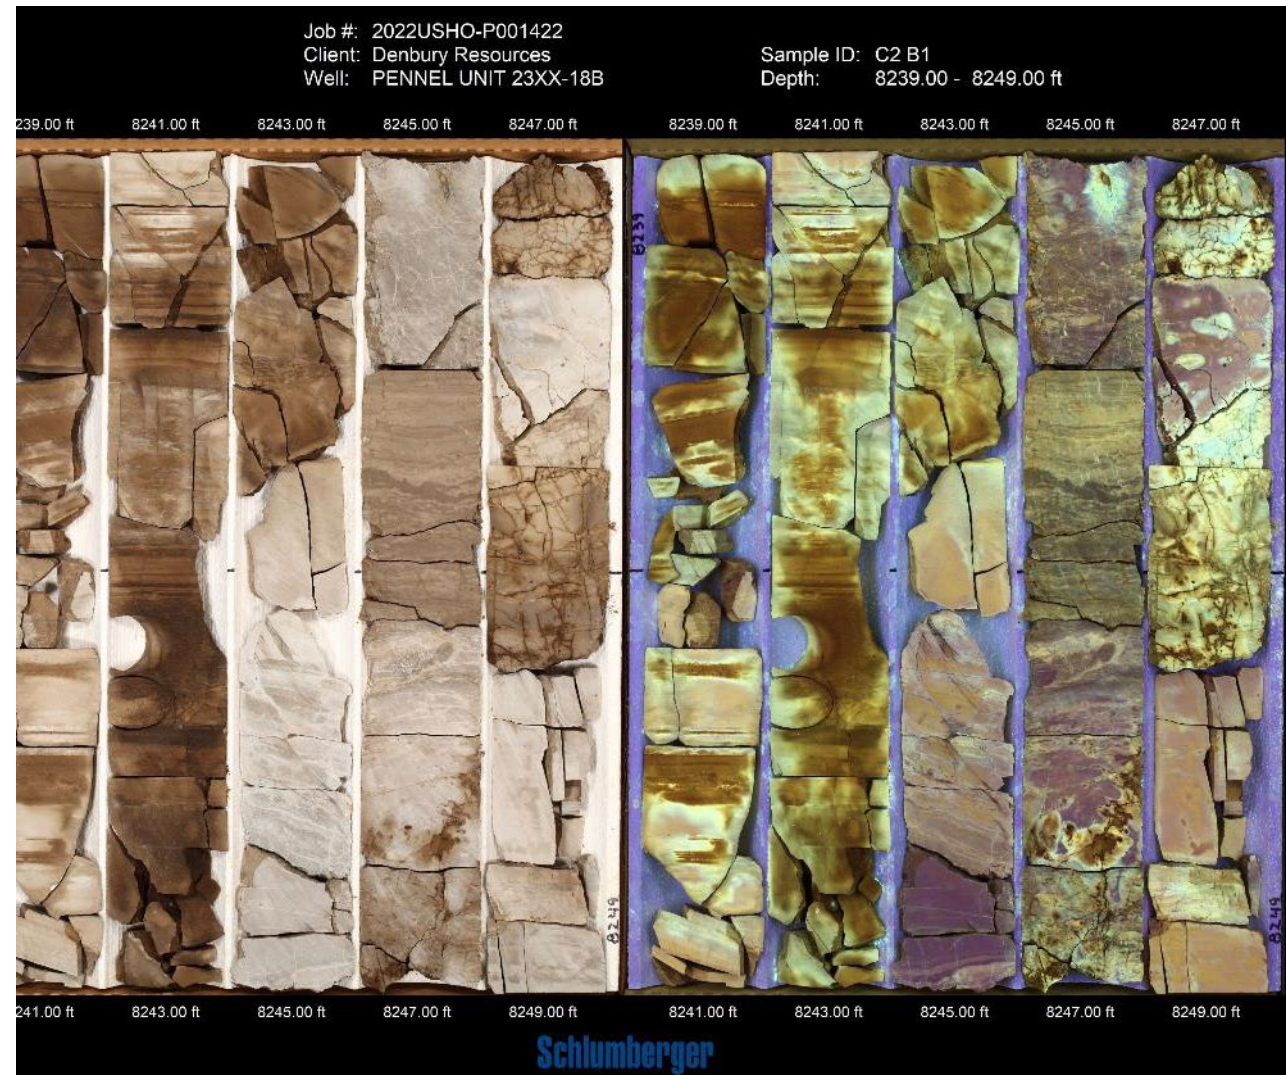 Job #: 2022USHO-P001422
Client: Denbury Resources
Well: PENNEL UNIT 23XX-18B
Sample ID: C2 B1
Depth: 8239.00 - 8249.00 ft
239.00 ft 8241.00 ft 8243.00 ft 8245.00 ft 8247.00 ft 8239.00 ft 8241.00 ft 8243.00 ft 8245.00 ft 8247.00 ft
8239
8249
8249
241.00 ft 8243.00 ft 8245.00 ft 8247.00 ft 8249.00 ft 8241.00 ft 8243.00 ft 8245.00 ft 8247.00 ft 8249.00 ft
Schlumberger